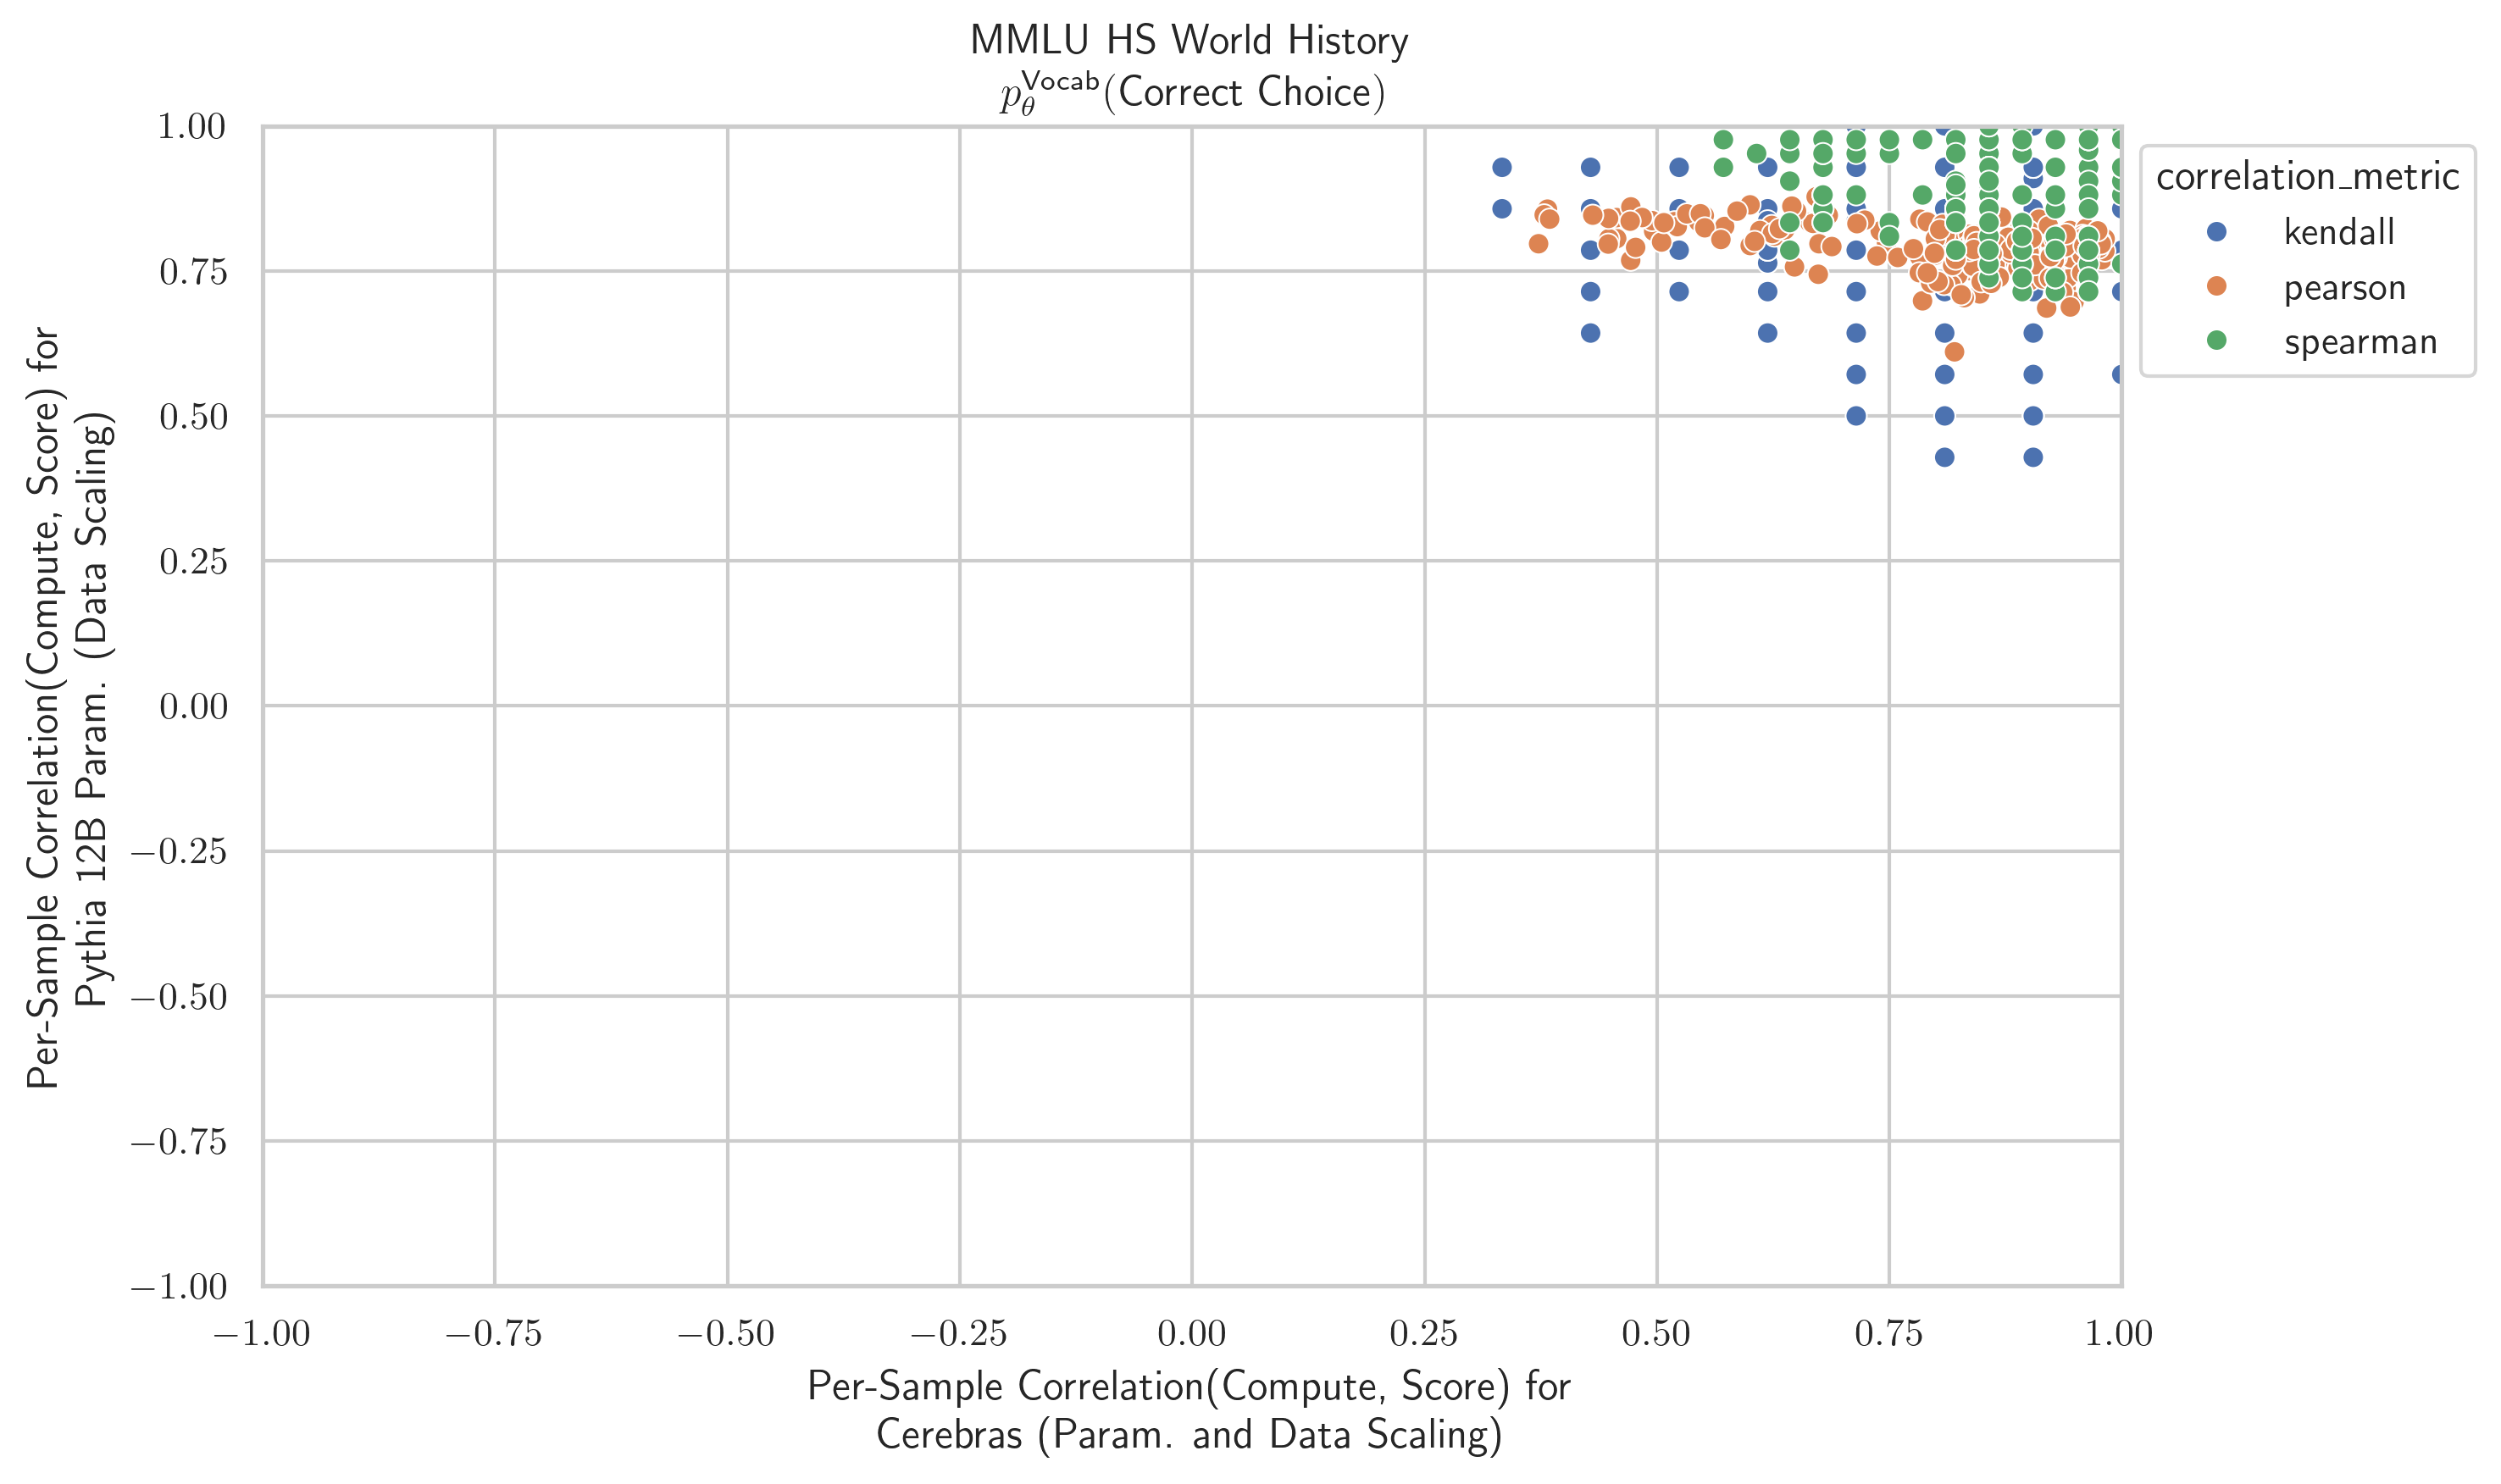 MMLU HS World History
p_θ^Vocab(Correct Choice)
Per-Sample Correlation(Compute, Score) for
Pythia 12B Param. (Data Scaling)
1.00
0.75
0.50
0.25
0.00
−0.25
−0.50
−0.75
−1.00
−1.00
−0.75
−0.50
−0.25
0.00
0.25
0.50
0.75
1.00
Per-Sample Correlation(Compute, Score) for
Cerebras (Param. and Data Scaling)
correlation_metric
kendall
pearson
spearman